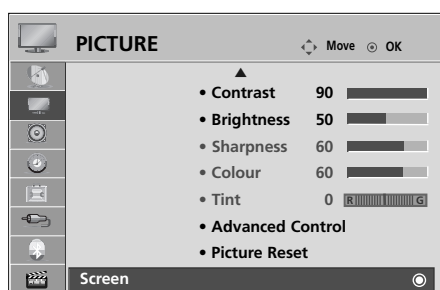 PICTURE Move OK
• Contrast 90
• Brightness 50
• Sharpness 60
• Colour 60
• Tint 0 R G
• Advanced Control
• Picture Reset
Screen